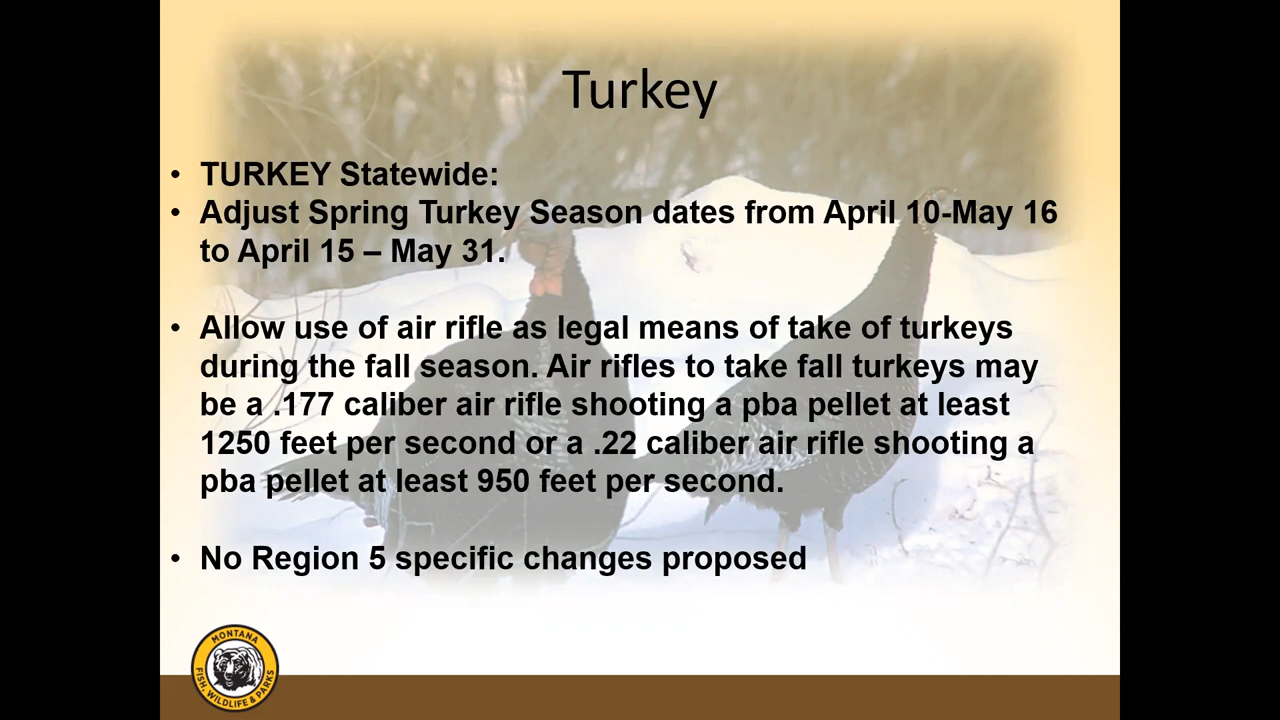 Turkey
• TURKEY Statewide:
• Adjust Spring Turkey Season dates from April 10-May 16
to April 15 – May 31.
• Allow use of air rifle as legal means of take of turkeys
during the fall season. Air rifles to take fall turkeys may
be a .177 caliber air rifle shooting a pba pellet at least
1250 feet per second or a .22 caliber air rifle shooting a
pba pellet at least 950 feet per second.
• No Region 5 specific changes proposed
MONTANA
FISH, WILDLIFE & PARKS